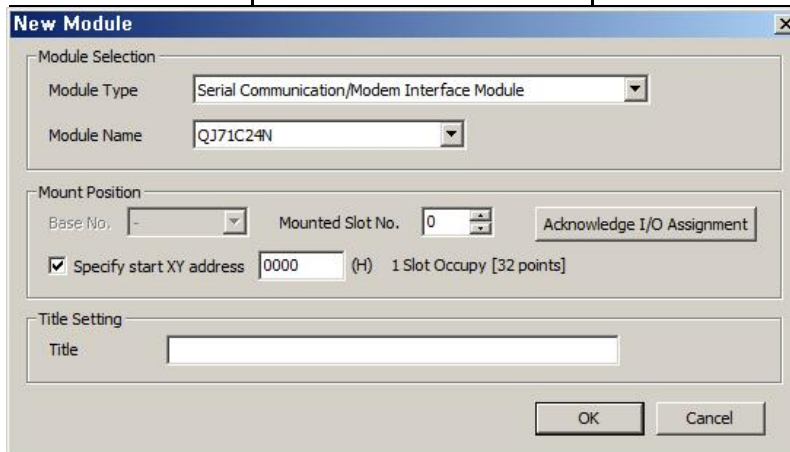 New Module
Module Selection
Module Type Serial Communication/Modem Interface Module
Module Name QJ71C24N
Mount Position
Base No. - Mounted Slot No. 0 Acknowledge I/O Assignment
Specify start XY address 0000 (H) 1 Slot Occupy [32 points]
Title Setting
Title
OK Cancel